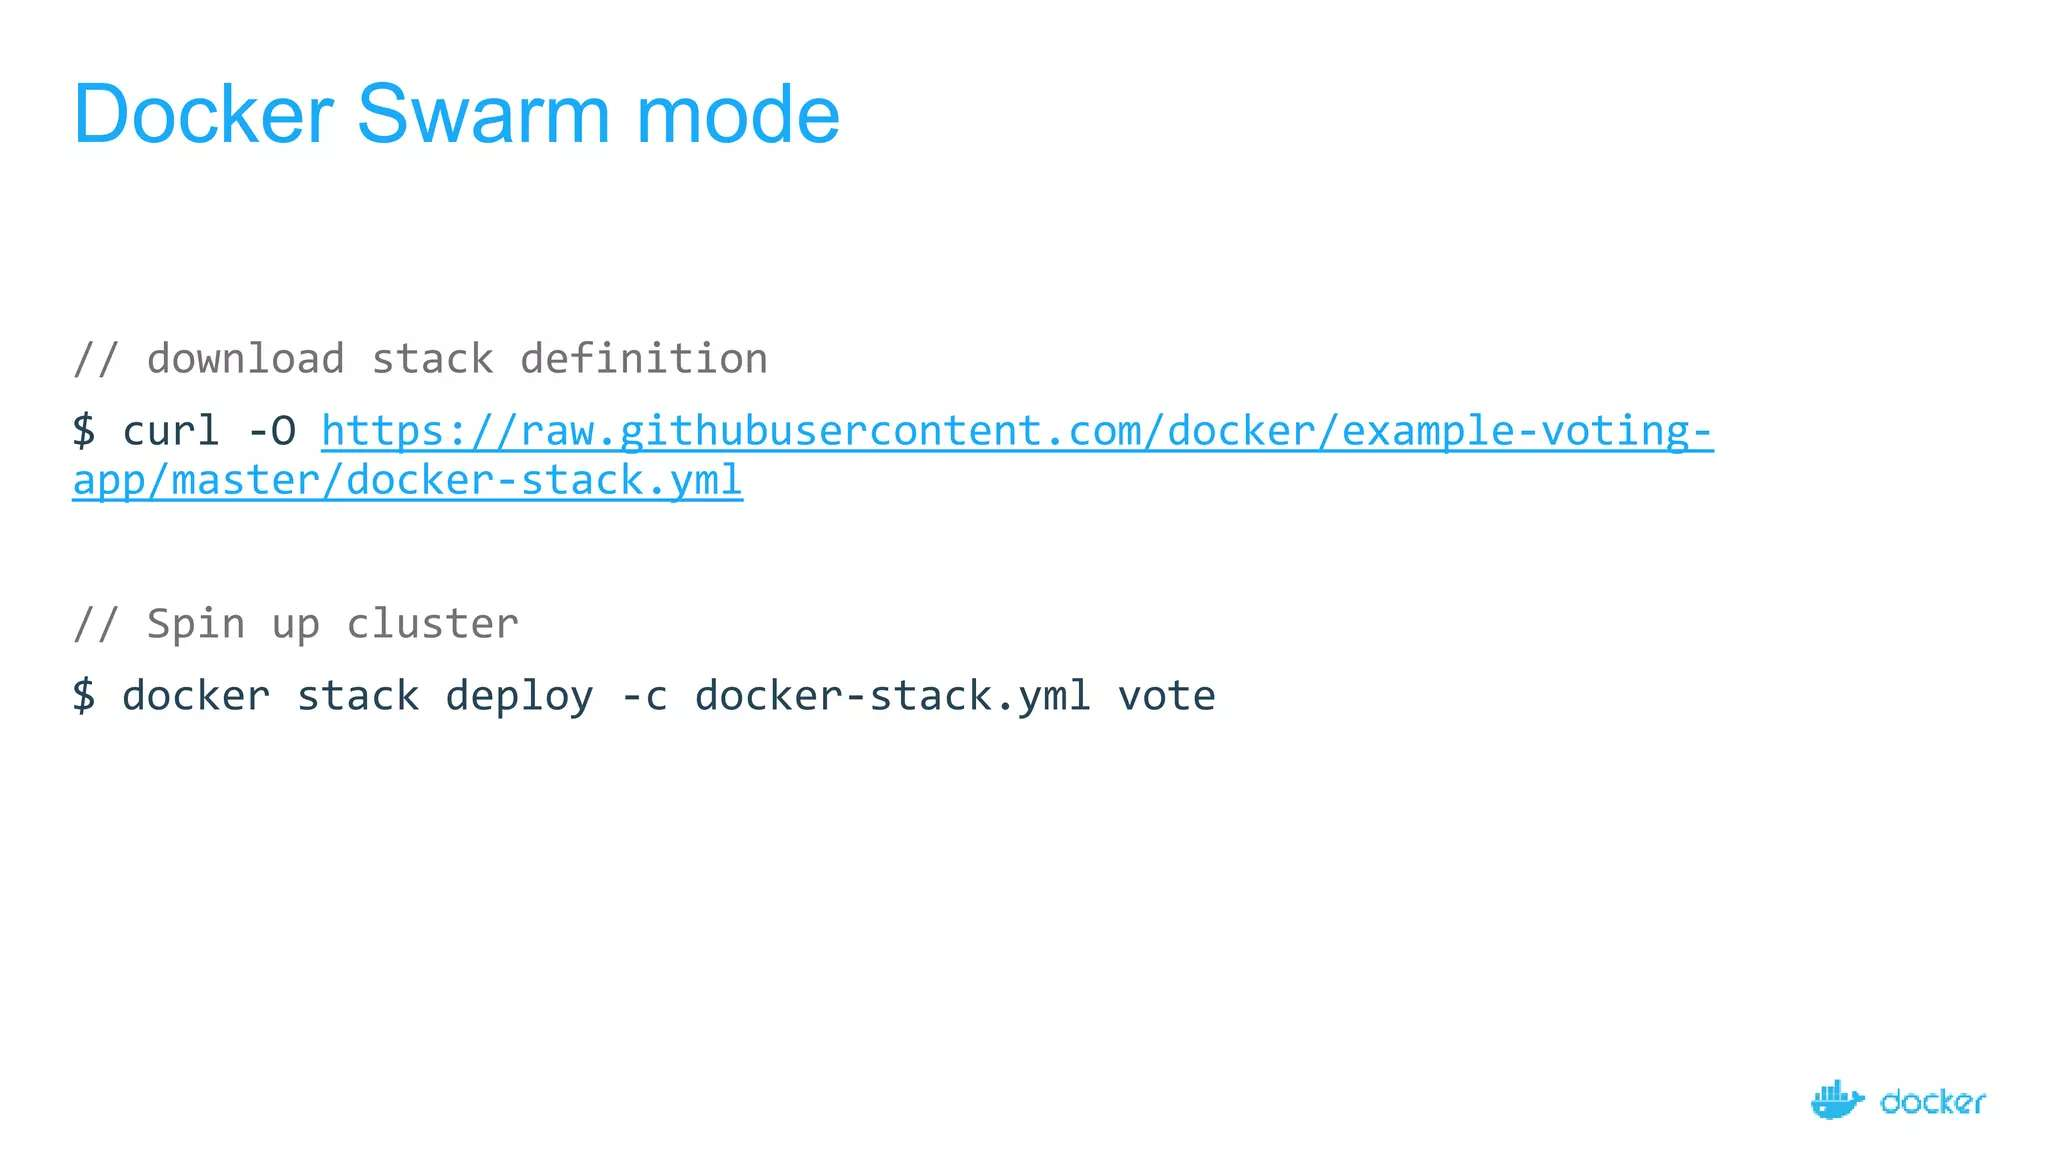 Docker Swarm mode
// download stack definition
$ curl -O https://raw.githubusercontent.com/docker/example-voting-
app/master/docker-stack.yml
// Spin up cluster
$ docker stack deploy -c docker-stack.yml vote
docker